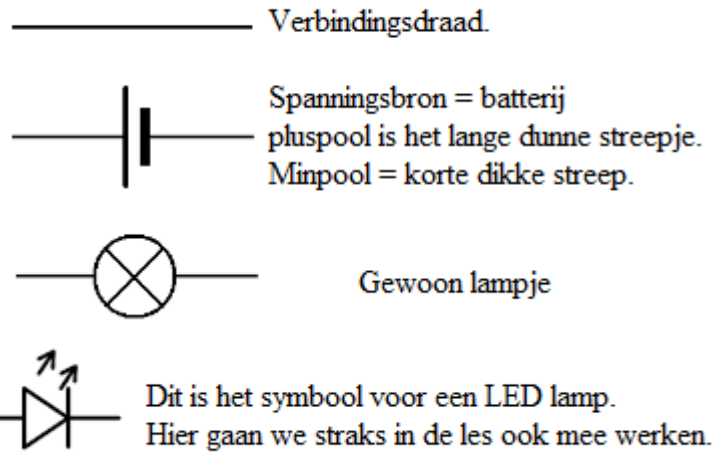 Verbindingsdraad.
Spanningsbron = batterij
pluspool is het lange dunne streepje.
Minpool = korte dikke streep.
Gewoon lampje
Dit is het symbool voor een LED lamp.
Hier gaan we straks in de les ook mee werken.